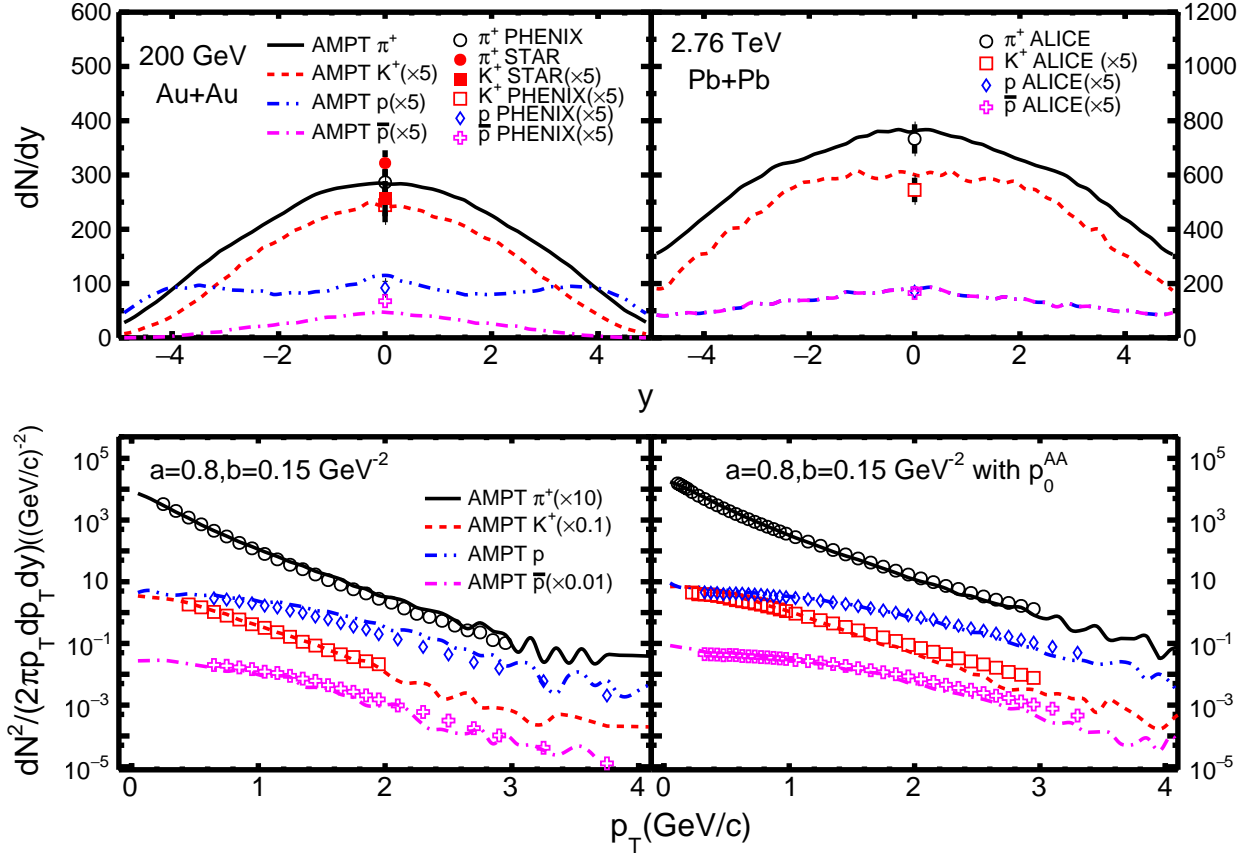 dN/dy
600
500
400
300
200
100
0
200 GeV
Au+Au
AMPT π⁺
AMPT K⁺(×5)
AMPT p(×5)
AMPT p̅(×5)
π⁺ PHENIX
π⁺ STAR
K⁺ STAR(×5)
K⁺ PHENIX(×5)
p PHENIX(×5)
p̅ PHENIX(×5)
−4 −2 0 2 4
2.76 TeV
Pb+Pb
π⁺ ALICE
K⁺ ALICE (×5)
p ALICE(×5)
p̅ ALICE(×5)
1200
1000
800
600
400
200
0
−4 −2 0 2 4
y
dN²/(2πp_T dp_T dy)((GeV/c)⁻²)
10⁵
10³
10
10⁻¹
10⁻³
10⁻⁵
a=0.8,b=0.15 GeV⁻²
AMPT π⁺(×10)
AMPT K⁺(×0.1)
AMPT p
AMPT p̅(×0.01)
0 1 2 3 4
a=0.8,b=0.15 GeV⁻² with p₀ᴬᴬ
10⁵
10³
10
10⁻¹
10⁻³
10⁻⁵
0 1 2 3 4
p_T(GeV/c)